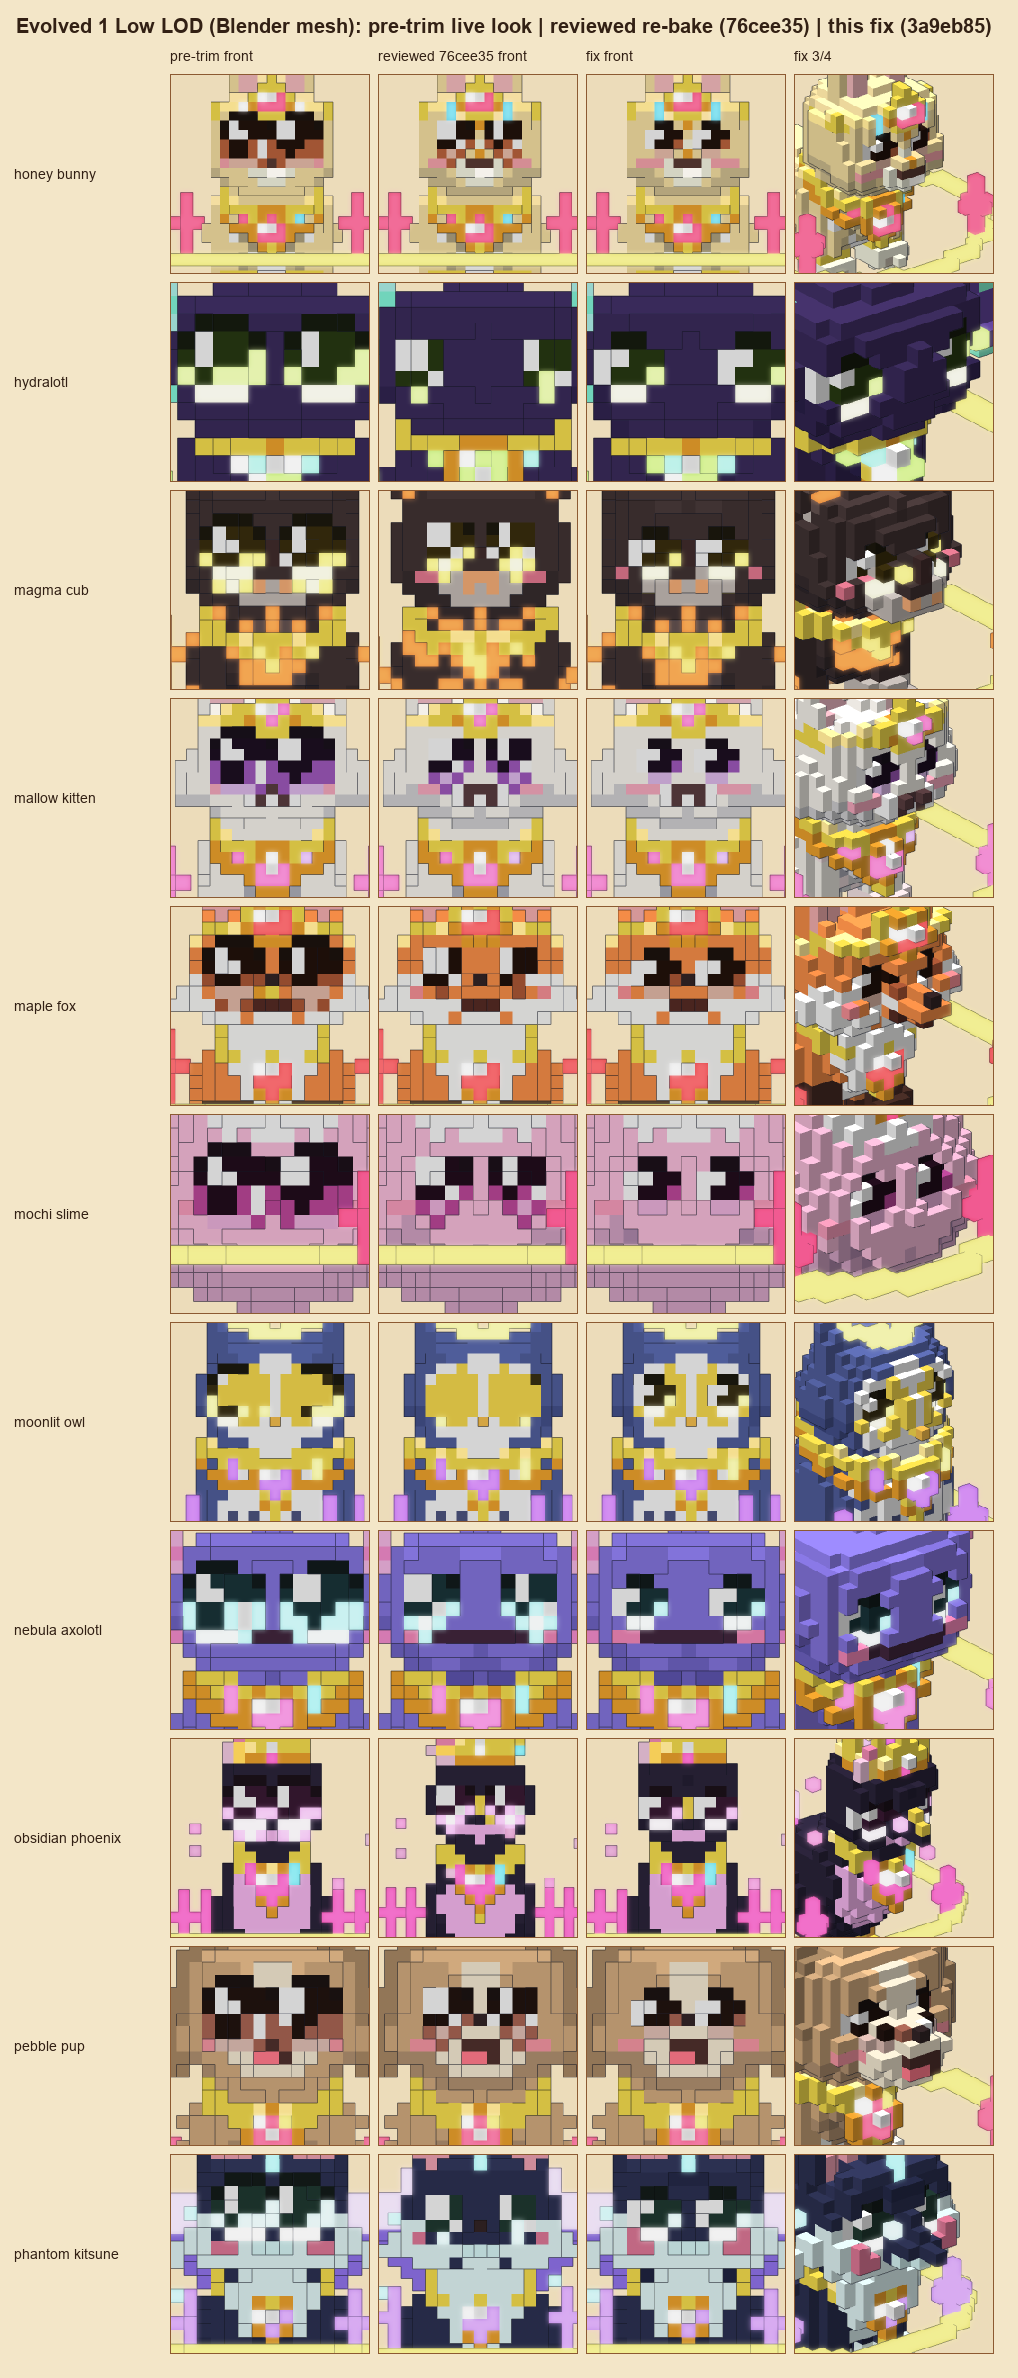 Evolved 1 Low LOD (Blender mesh): pre-trim live look | reviewed re-bake (76cee35) | this fix (3a9eb85)
pre-trim front reviewed 76cee35 front fix front fix 3/4
honey bunny
hydralotl
magma cub
mallow kitten
maple fox
mochi slime
moonlit owl
nebula axolotl
obsidian phoenix
pebble pup
phantom kitsune